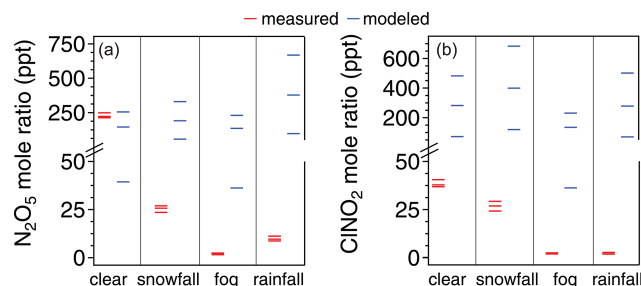 measured modeled
(a)
N2O5 mole ratio (ppt)
750
500
250
50
25
0
clear snowfall fog rainfall
(b)
ClNO2 mole ratio (ppt)
600
400
200
50
25
0
clear snowfall fog rainfall